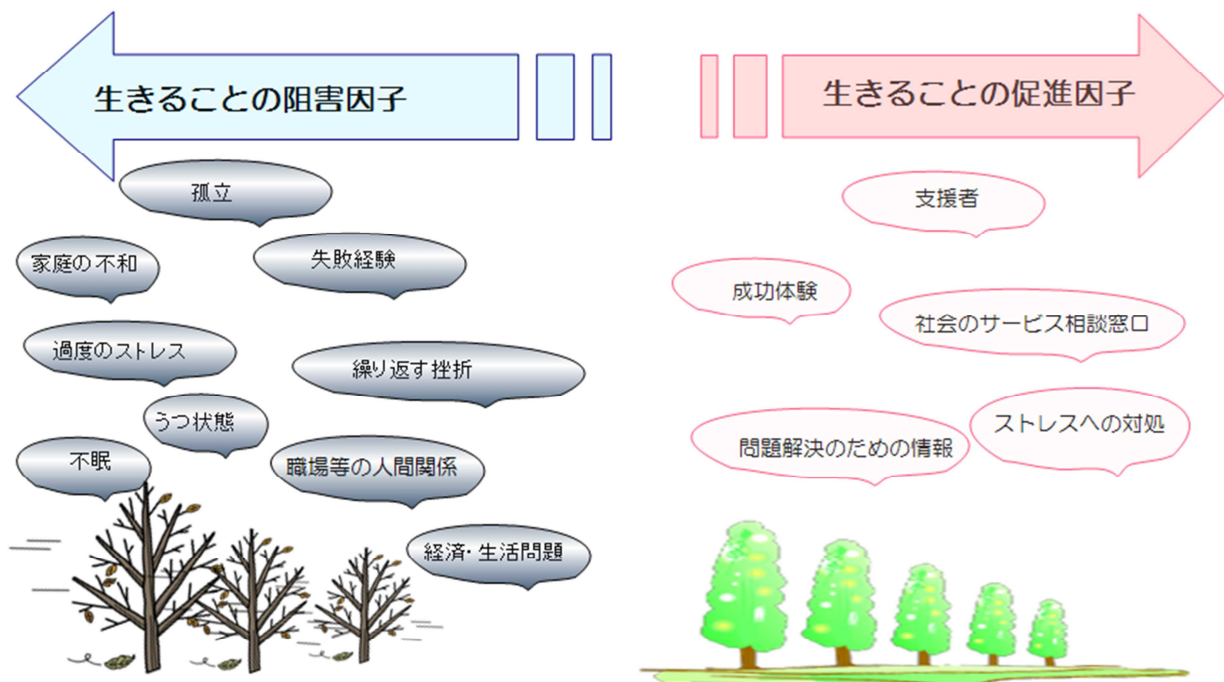 生きることの阻害因子
孤立
家庭の不和
失敗経験
過度のストレス
繰り返す挫折
うつ状態
不眠
職場等の人間関係
経済・生活問題
生きることの促進因子
支援者
成功体験
社会のサービス相談窓口
ストレスへの対処
問題解決のための情報